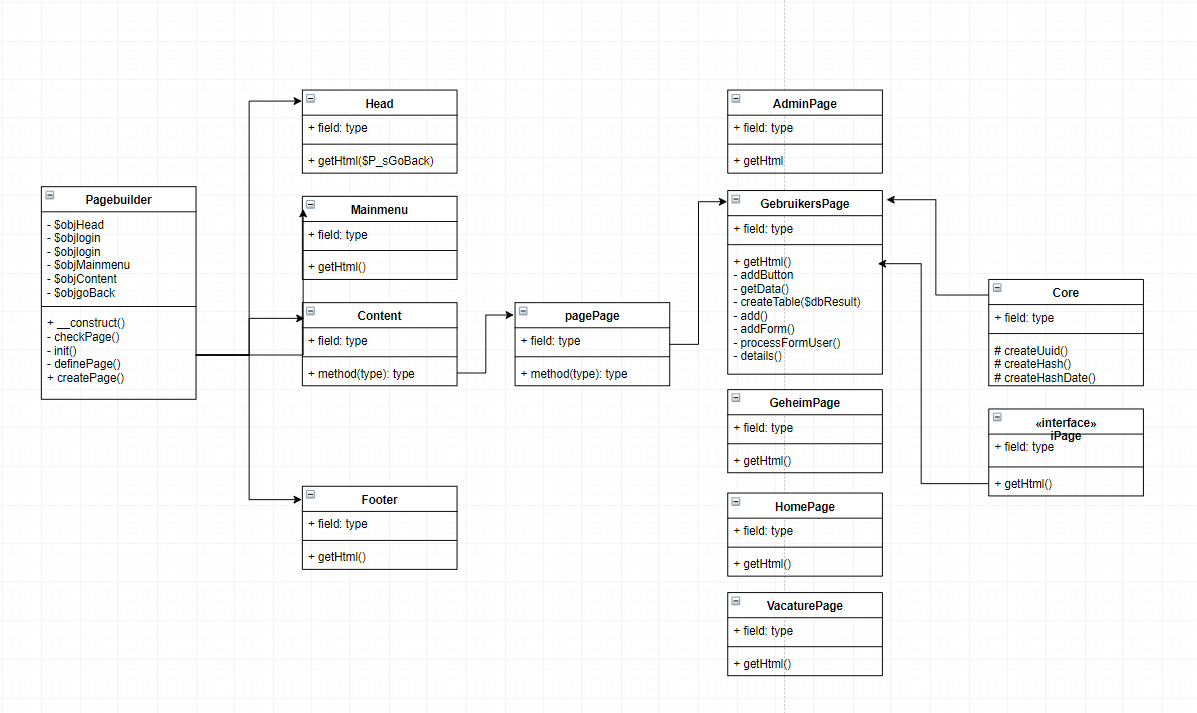 Head
+ field: type
+ getHtml($P_sGoBack)
Pagebuilder
- $objHead
- $objlogin
- $objlogin
- $objMainmenu
- $objContent
- $objgoBack
+ __construct()
- checkPage()
- init()
- definePage()
+ createPage()
Mainmenu
+ field: type
+ getHtml()
Content
+ field: type
+ method(type): type
Footer
+ field: type
+ getHtml()
pagePage
+ field: type
+ method(type): type
AdminPage
+ field: type
+ getHtml
GebruikersPage
+ field: type
+ getHtml()
- addButton
- getData()
- createTable($dbResult)
- add()
- addForm()
- processFormUser()
- details()
GeheimPage
+ field: type
+ getHtml()
HomePage
+ field: type
+ getHtml()
VacaturePage
+ field: type
+ getHtml()
Core
+ field: type
# createUuid()
# createHash()
# createHashDate()
«interface»
iPage
+ field: type
+ getHtml()